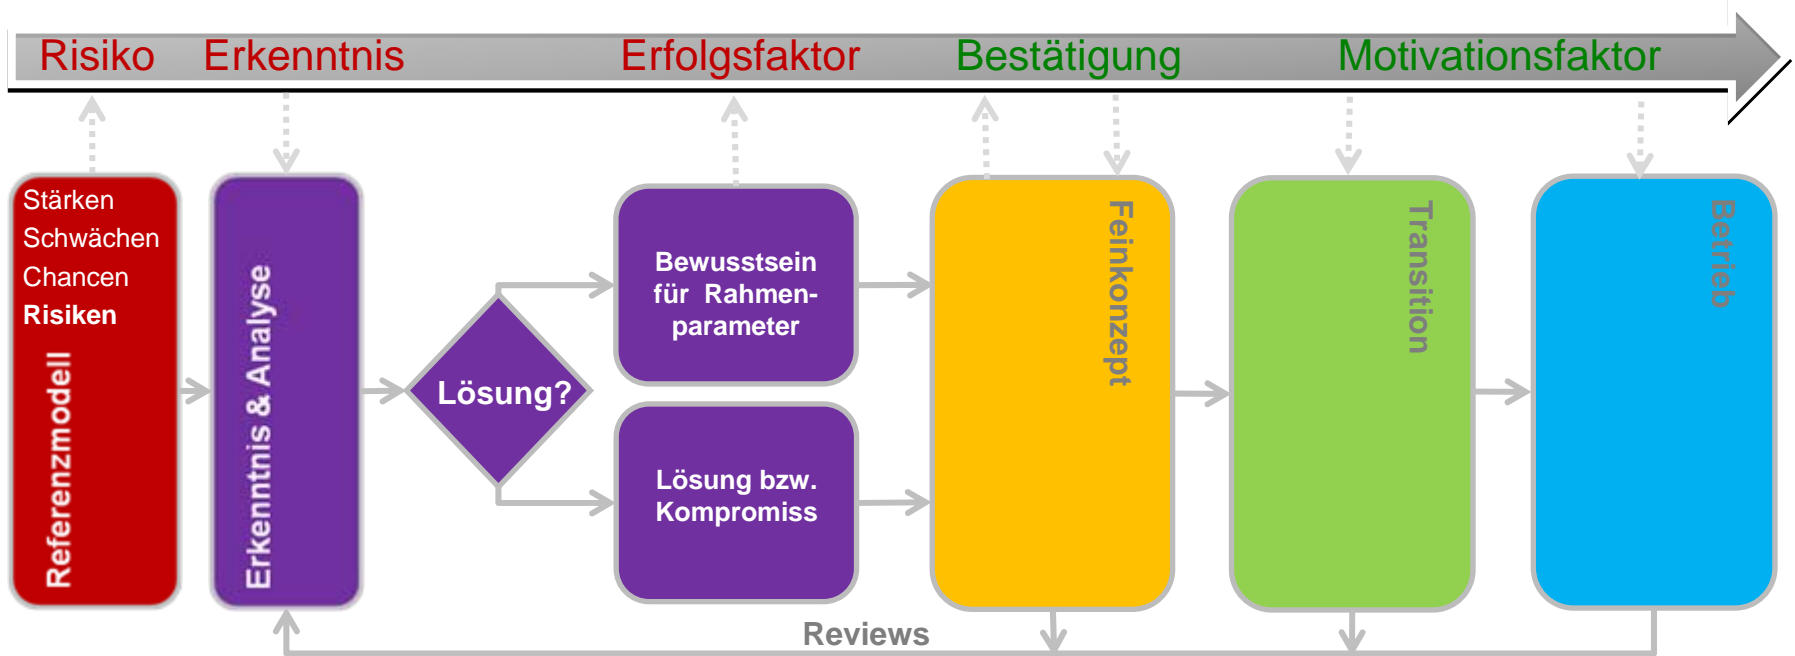 Risiko
Erkenntnis
Erfolgsfaktor
Bestätigung
Motivationsfaktor
Stärken
Schwächen
Chancen
Risiken
Referenzmodell
Erkenntnis & Analyse
Lösung?
Bewusstsein
für Rahmen-
parameter
Lösung bzw.
Kompromiss
Feinkonzept
Transition
Betrieb
Reviews